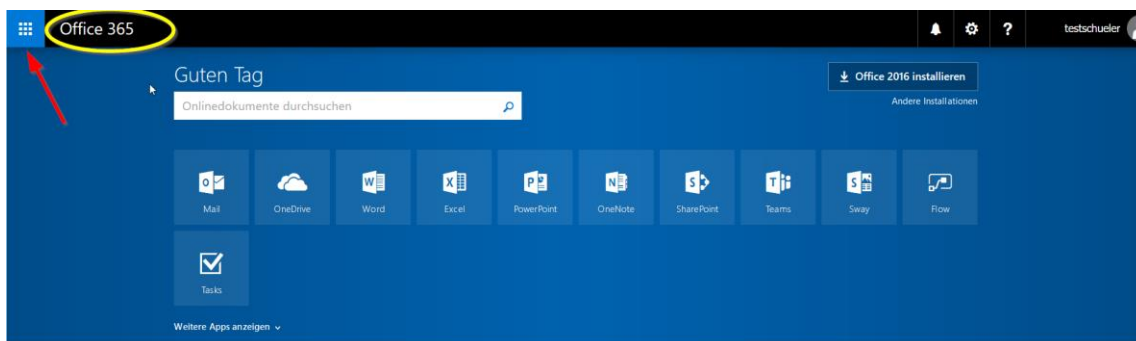 Office 365
?
testschueler
Guten Tag
Office 2016 installieren
Onlinedokumente durchsuchen
Andere Installationen
Mail OneDrive Word Excel PowerPoint OneNote SharePoint Teams Sway Flow
Tasks
Weitere Apps anzeigen